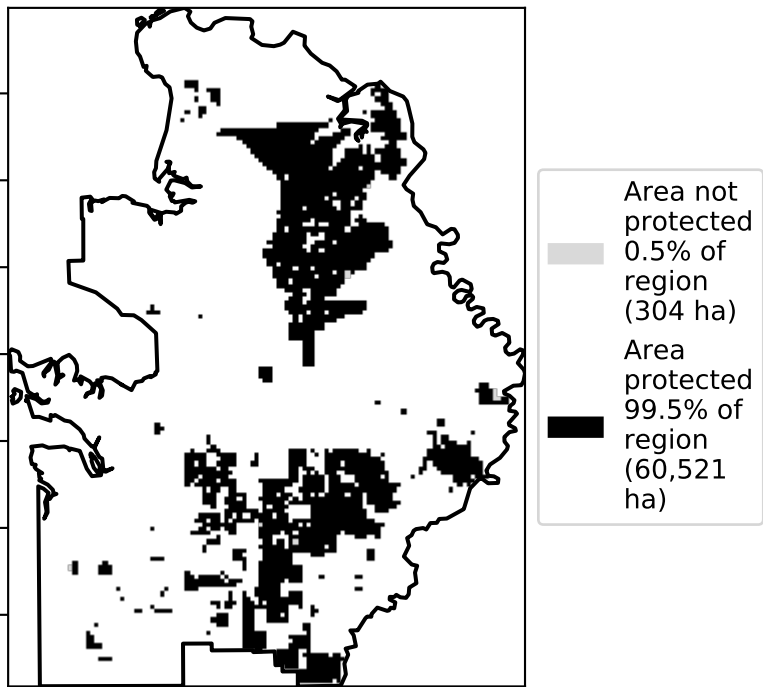 Area not
protected
0.5% of
region
(304 ha)
Area
protected
99.5% of
region
(60,521
ha)